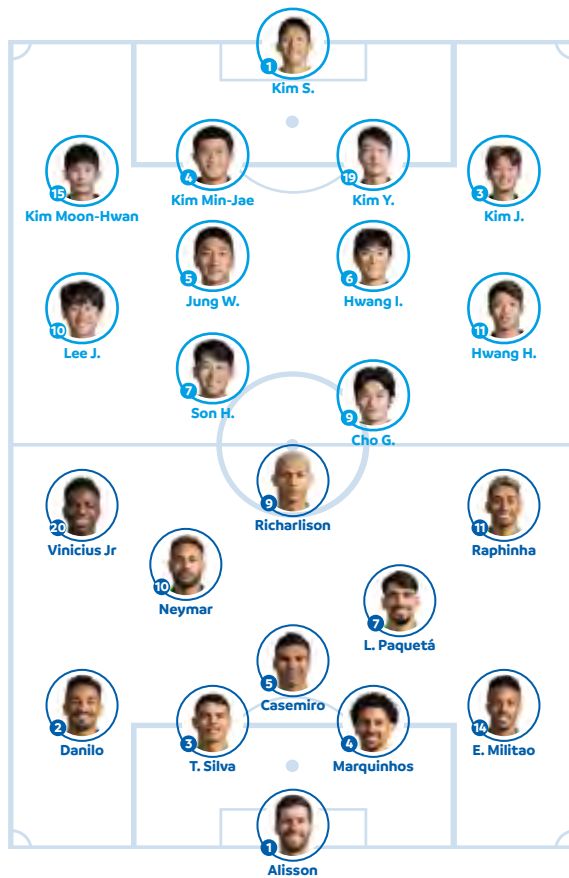 1
Kim S.
15
Kim Moon-Hwan
4
Kim Min-Jae
19
Kim Y.
3
Kim J.
5
Jung W.
6
Hwang I.
10
Lee J.
11
Hwang H.
7
Son H.
9
Cho G.
9
Richarlison
20
Vinicius Jr
11
Raphinha
10
Neymar
7
L. Paquetá
5
Casemiro
2
Danilo
3
T. Silva
4
Marquinhos
14
E. Militao
1
Alisson